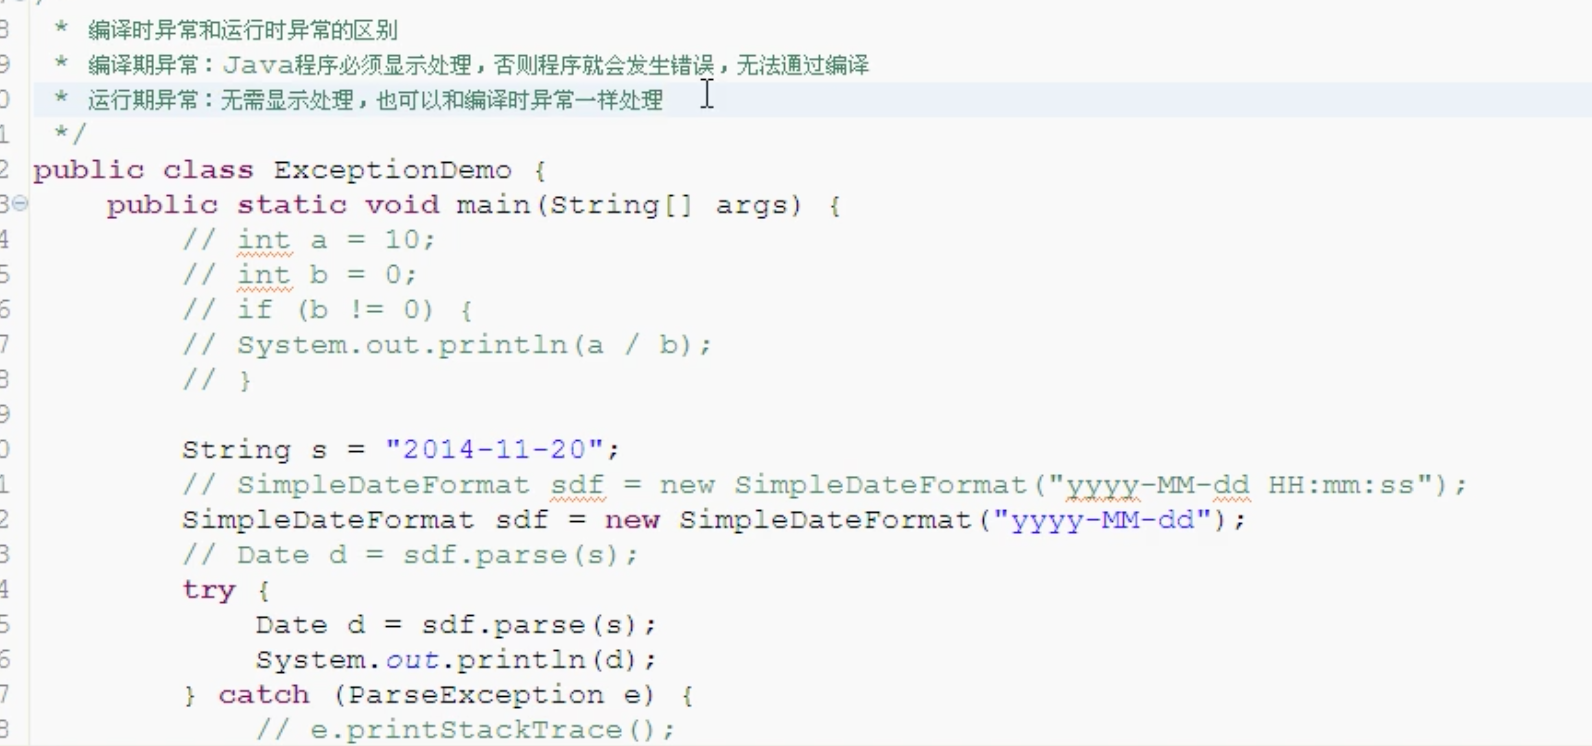 8 * 编译时异常和运行时异常的区别
9 * 编译期异常：Java程序必须显示处理，否则程序就会发生错误，无法通过编译
0 * 运行期异常：无需显示处理，也可以和编译时异常一样处理
1 */
2 public class ExceptionDemo {
3 public static void main(String[] args) {
4 // int a = 10;
5 // int b = 0;
6 // if (b != 0) {
7 // System.out.println(a / b);
8 // }
9
0 String s = "2014-11-20";
1 // SimpleDateFormat sdf = new SimpleDateFormat("yyyy-MM-dd HH:mm:ss");
2 SimpleDateFormat sdf = new SimpleDateFormat("yyyy-MM-dd");
3 // Date d = sdf.parse(s);
4 try {
5 Date d = sdf.parse(s);
6 System.out.println(d);
7 } catch (ParseException e) {
8 // e.printStackTrace();